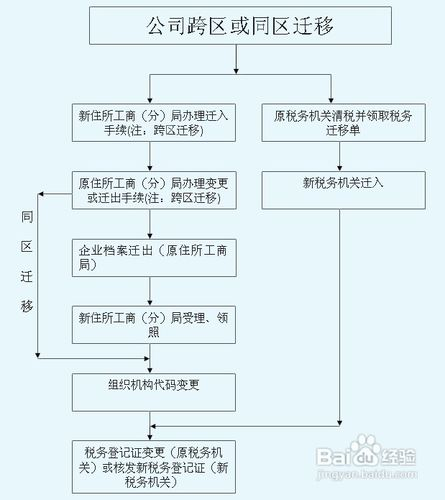 公司跨区或同区迁移
新住所工商（分）局办理迁入
手续(注：跨区迁移)
原税务机关清税并领取税务
迁移单
原住所工商（分）局办理变更
或迁出手续(注：跨区迁移)
新税务机关迁入
同
区
迁
移
企业档案迁出（原住所工商
局）
新住所工商（分）局受理、领
照
组织机构代码变更
税务登记证变更（原税务机
关）或核发新税务登记证（新
税务机关）
Baidu经验
jingyan.baidu.com